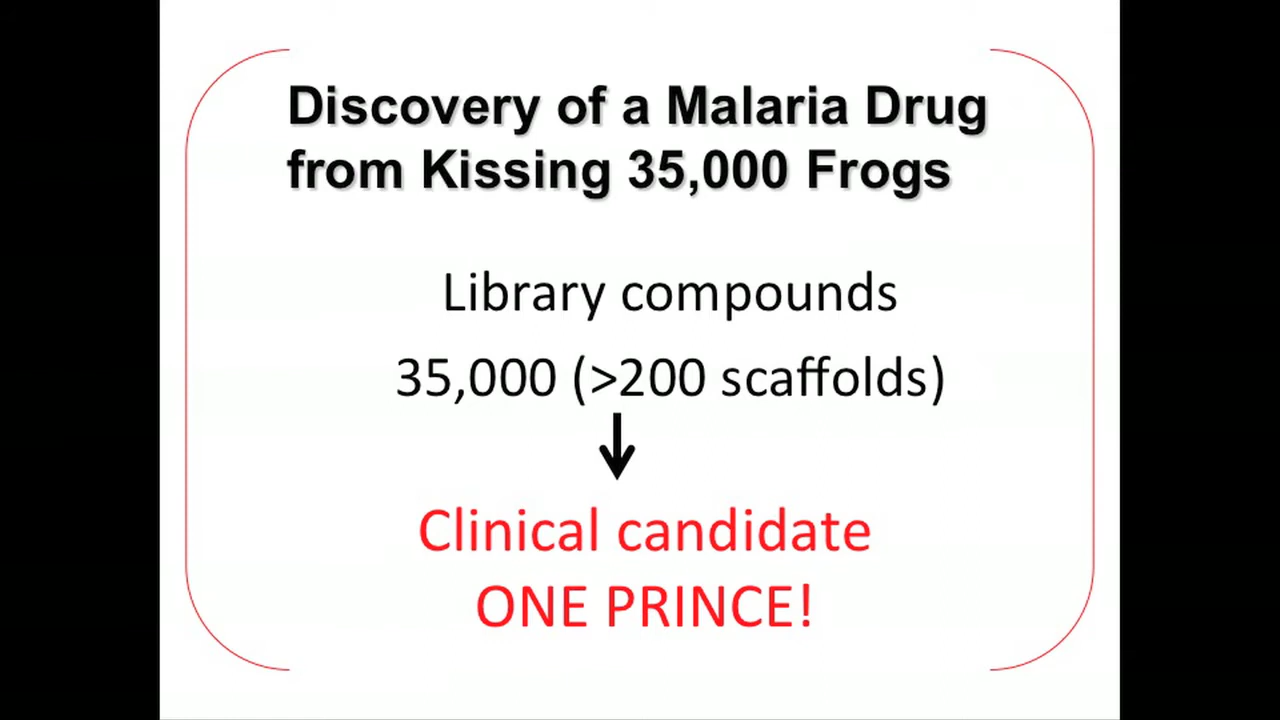 Discovery of a Malaria Drug
from Kissing 35,000 Frogs
Library compounds
35,000 (>200 scaffolds)
Clinical candidate
ONE PRINCE!